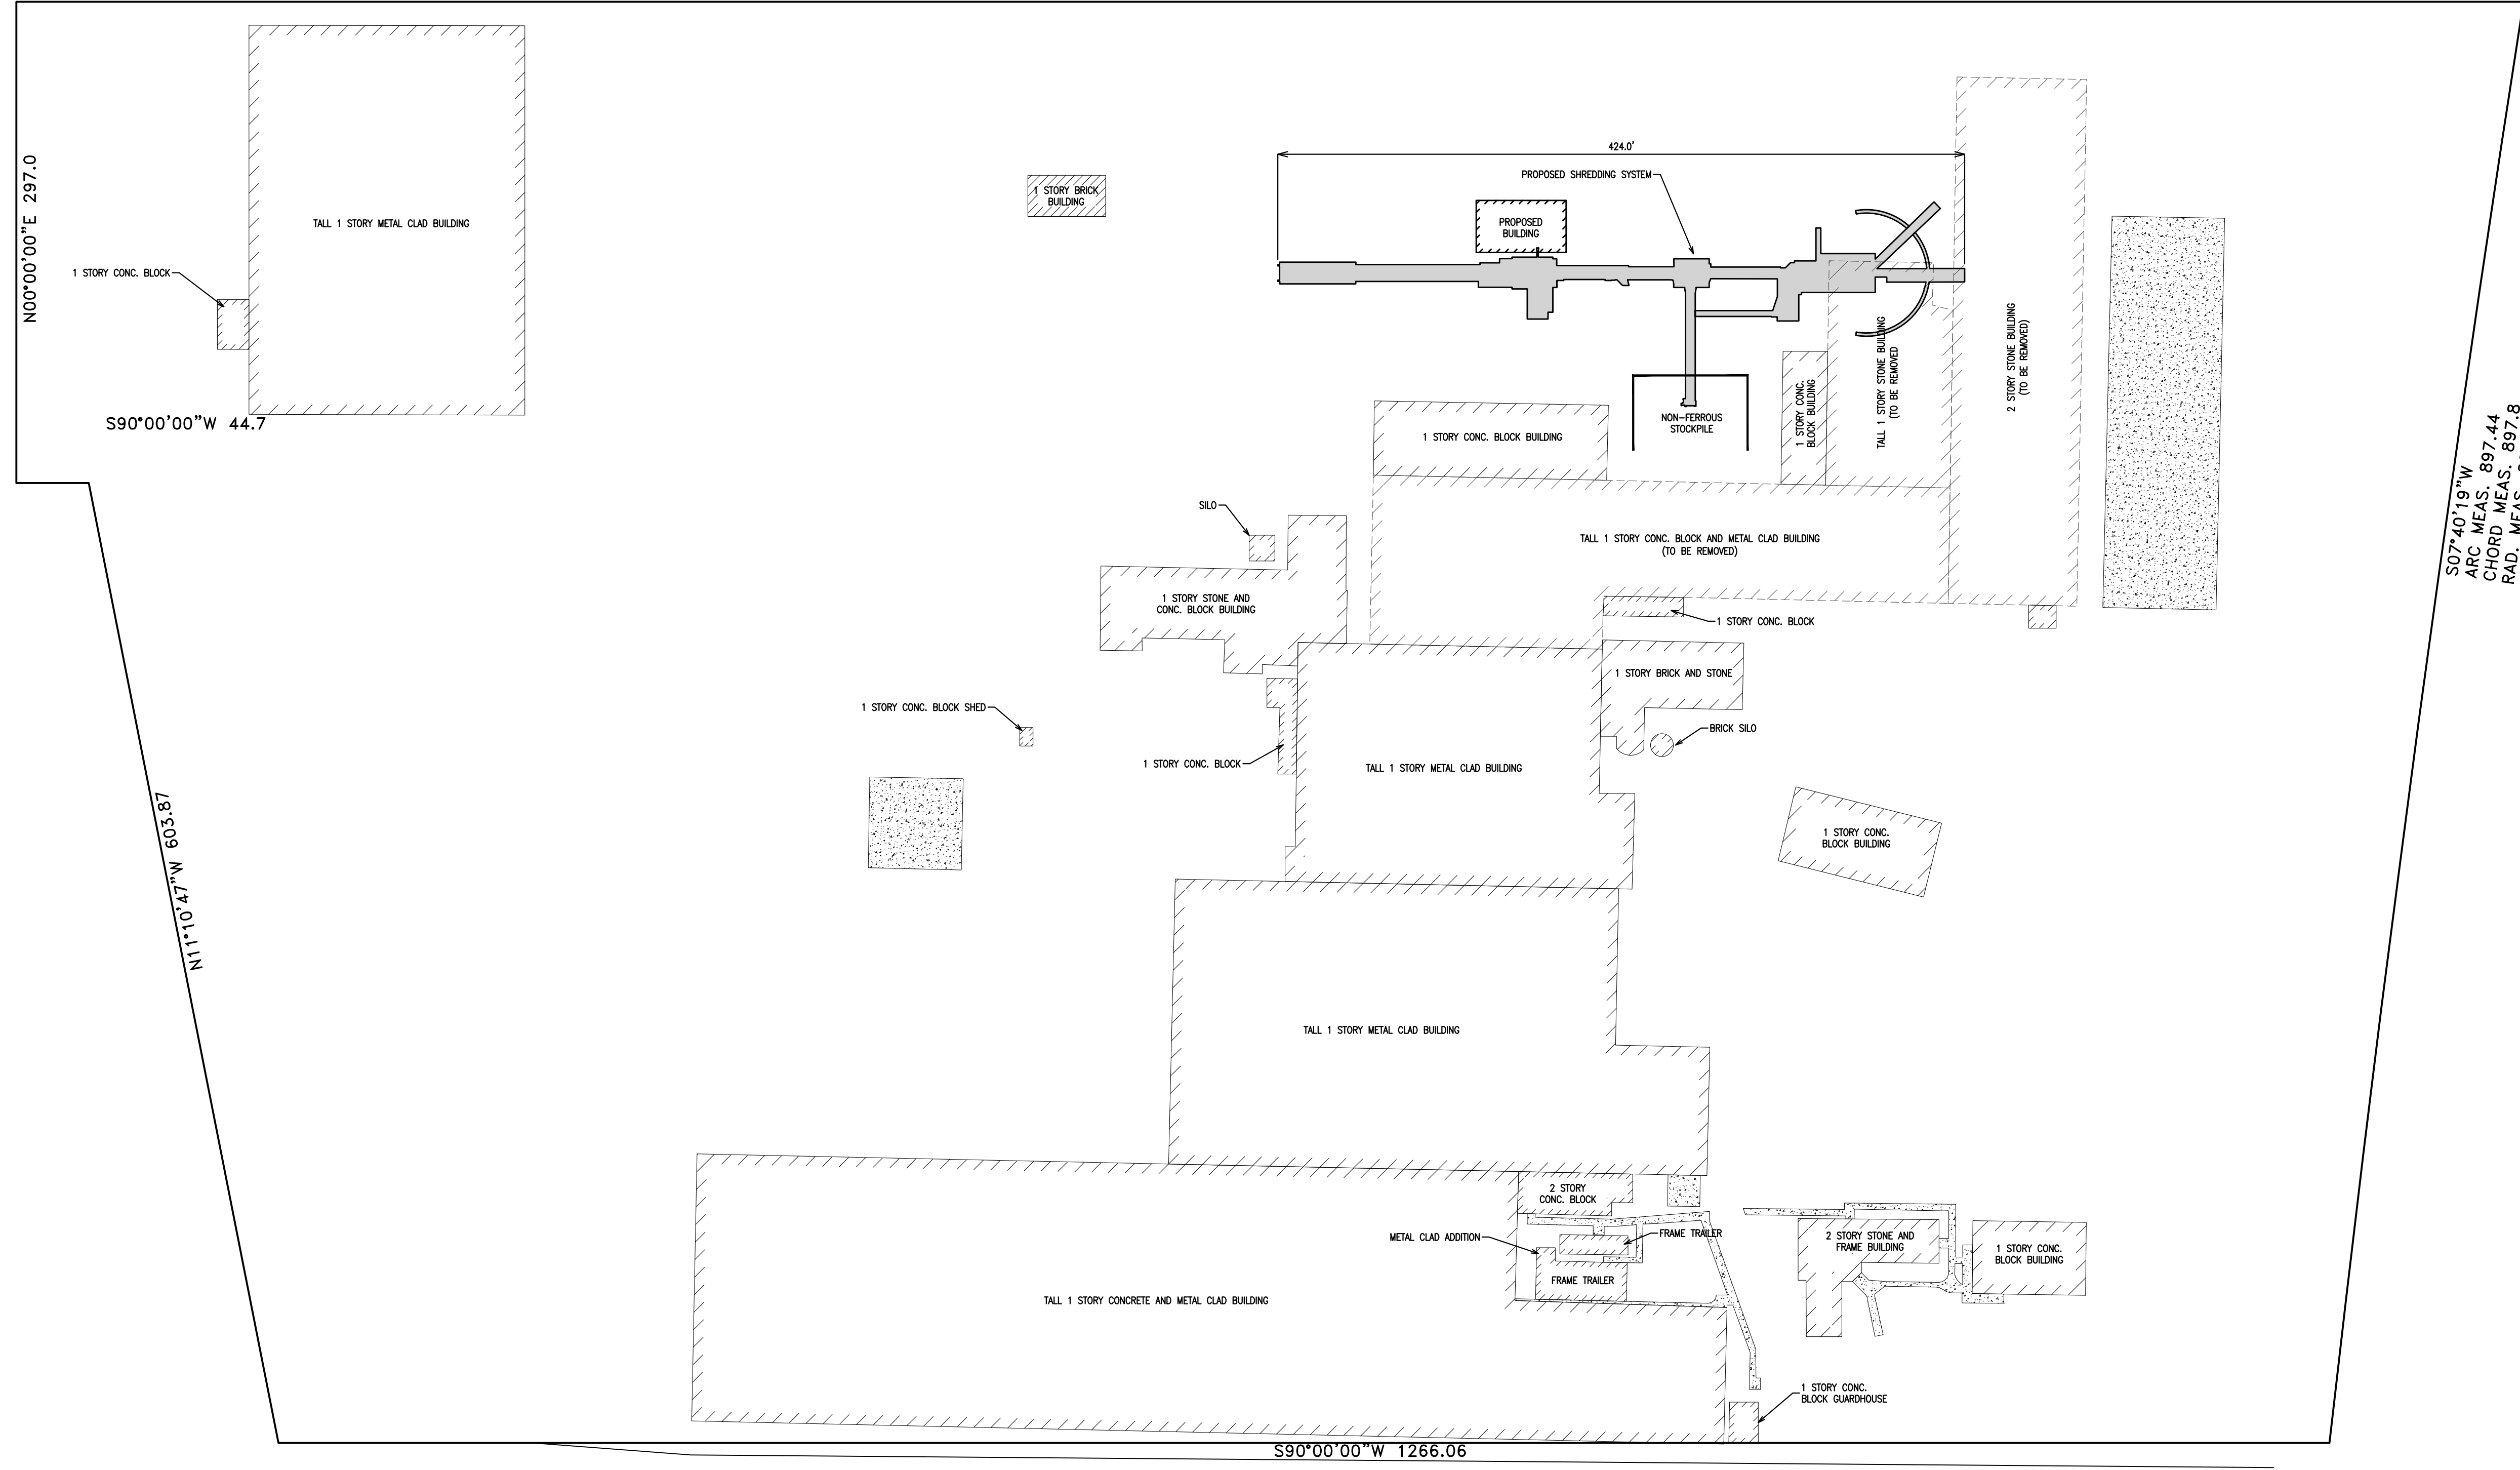 424.0'
PROPOSED SHREDDING SYSTEM
N00°00'00"E 297.0
1 STORY BRICK
BUILDING
TALL 1 STORY METAL CLAD BUILDING
PROPOSED
BUILDING
1 STORY CONC. BLOCK
2 STORY STONE BUILDING
(TO BE REMOVED)
TALL 1 STORY STONE BUILDING
(TO BE REMOVED
1 STORY CONC.
BLOCK BUILDING
NON-FERROUS
STOCKPILE
S90°00'00"W 44.7
1 STORY CONC. BLOCK BUILDING
S07°40'19"W
ARC MEAS. 897.44
CHORD MEAS. 897.8
RAD. MEAS.
SILO
TALL 1 STORY CONC. BLOCK AND METAL CLAD BUILDING
(TO BE REMOVED)
1 STORY STONE AND
CONC. BLOCK BUILDING
1 STORY CONC. BLOCK
1 STORY BRICK AND STONE
1 STORY CONC. BLOCK SHED
BRICK SILO
1 STORY CONC. BLOCK
TALL 1 STORY METAL CLAD BUILDING
N11°10'47"W 603.87
1 STORY CONC.
BLOCK BUILDING
TALL 1 STORY METAL CLAD BUILDING
2 STORY
CONC. BLOCK
METAL CLAD ADDITION
FRAME TRAILER
2 STORY STONE AND
FRAME BUILDING
1 STORY CONC.
BLOCK BUILDING
FRAME TRAILER
TALL 1 STORY CONCRETE AND METAL CLAD BUILDING
1 STORY CONC.
BLOCK GUARDHOUSE
S90°00'00"W 1266.06